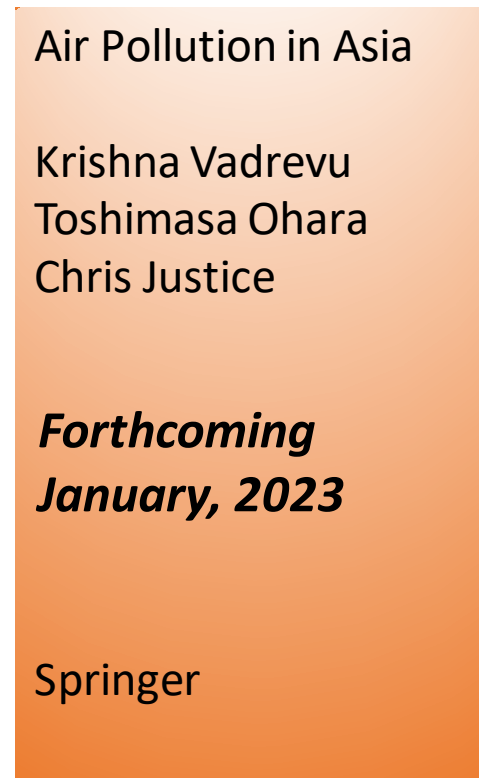 Air Pollution in Asia
Krishna Vadrevu
Toshimasa Ohara
Chris Justice
Forthcoming
January, 2023
Springer